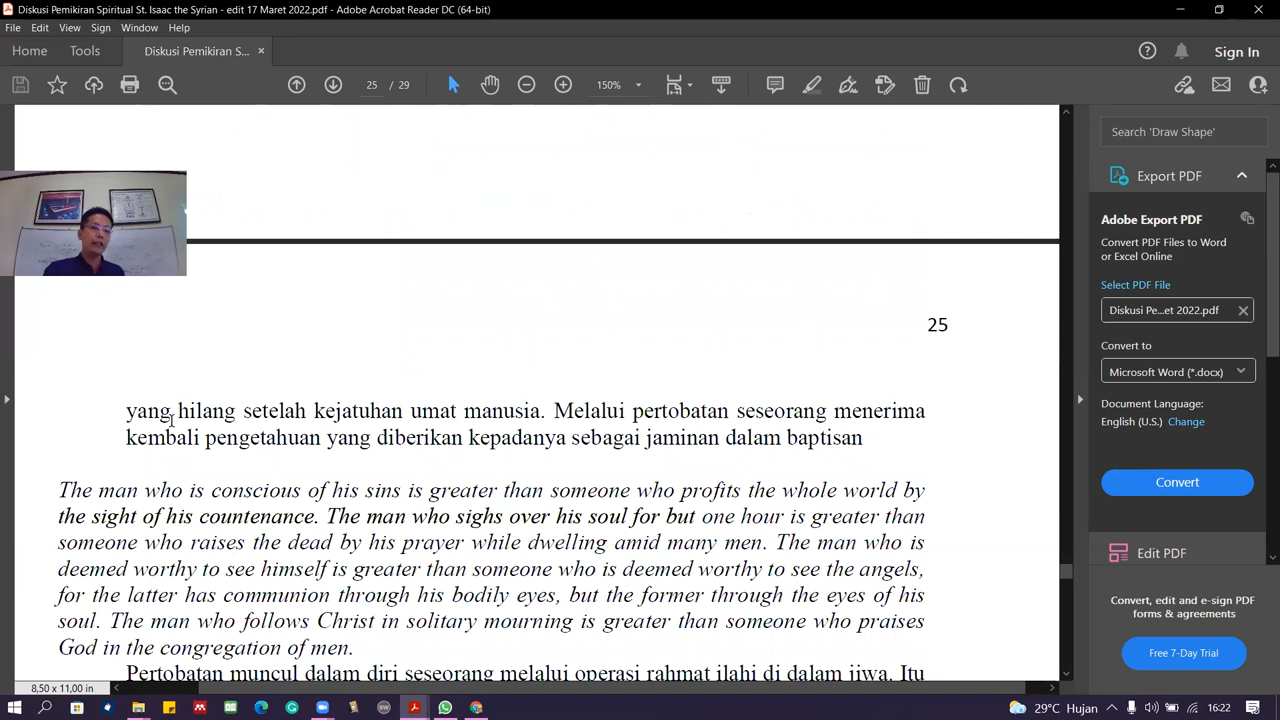 Diskusi Pemikiran Spiritual St. Isaac the Syrian - edit 17 Maret 2022.pdf - Adobe Acrobat Reader DC (64-bit)
File Edit View Sign Window Help
Home Tools Diskusi Pemikiran S... ×
Sign In
25 / 29
150%
Search 'Draw Shape'
Export PDF
Adobe Export PDF
Convert PDF Files to Word
or Excel Online
Select PDF File
Diskusi Pe...et 2022.pdf
Convert to
Microsoft Word (*.docx)
Document Language:
English (U.S.) Change
Convert
Edit PDF
Create, edit and e-sign PDF
forms & agreements
Free 7-Day Trial
25
yang hilang setelah kejatuhan umat manusia. Melalui pertobatan seseorang menerima
kembali pengetahuan yang diberikan kepadanya sebagai jaminan dalam baptisan
The man who is conscious of his sins is greater than someone who profits the whole world by
the sight of his countenance. The man who sighs over his soul for but one hour is greater than
someone who raises the dead by his prayer while dwelling amid many men. The man who is
deemed worthy to see himself is greater than someone who is deemed worthy to see the angels,
for the latter has communion through his bodily eyes, but the former through the eyes of his
soul. The man who follows Christ in solitary mourning is greater than someone who praises
God in the congregation of men.
Pertobatan muncul dalam diri seseorang melalui operasi rahmat ilahi di dalam jiwa. Itu
8,50 x 11,00 in
29°C Hujan
16:22